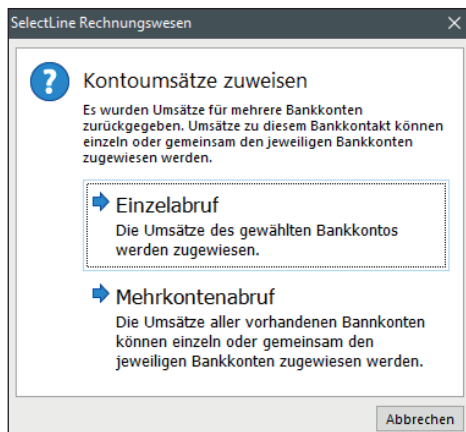 SelectLine Rechnungswesen
Kontoumsätze zuweisen
Es wurden Umsätze für mehrere Bankkonten
zurückgegeben. Umsätze zu diesem Bankkontakt können
einzeln oder gemeinsam den jeweiligen Bankkonten
zugewiesen werden.
Einzelabruf
Die Umsätze des gewählten Bankkontos
werden zugewiesen.
Mehrkontenabruf
Die Umsätze aller vorhandenen Bannkonten
können einzeln oder gemeinsam den
jeweiligen Bankkonten zugewiesen werden.
Abbrechen